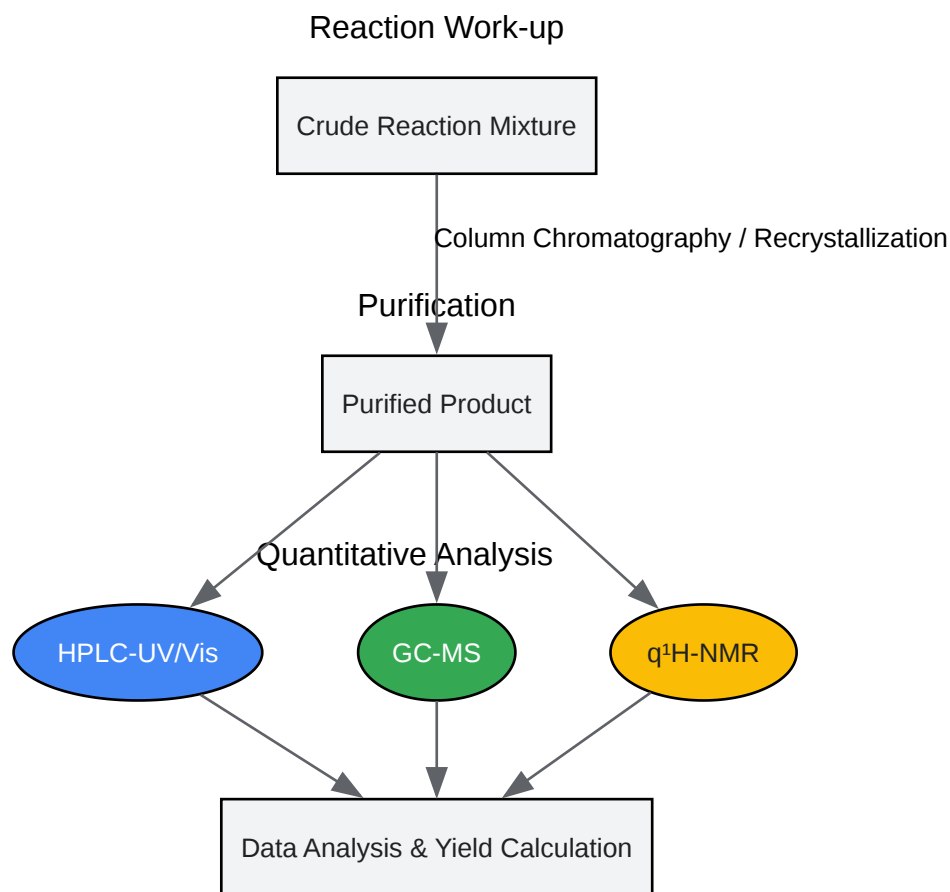 Reaction Work-up
Crude Reaction Mixture
Column Chromatography / Recrystallization
Purification
Purified Product
Quantitative Analysis
HPLC-UV/Vis
GC-MS
q¹H-NMR
Data Analysis & Yield Calculation